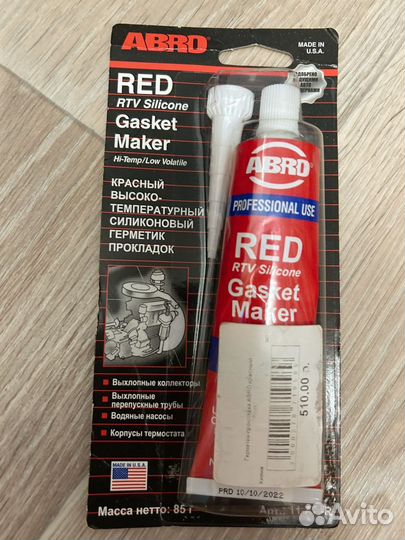 ABRO
MADE IN
U.S.A.
RED
RTV Silicone
Gasket
Maker
Hi-Temp/Low Volatile
КРАСНЫЙ
ВЫСОКО-
ТЕМПЕРАТУРНЫЙ
СИЛИКОНОВЫЙ
ГЕРМЕТИК
ПРОКЛАДОК
ABRO
PROFESSIONAL USE
RED
RTV Silicone
Gasket
Maker
510.00 р.
• Выхлопные коллекторы
• Выхлопные
перепускные трубы
• Водяные насосы
• Корпусы термостата
MADE IN U.S.A.
Масса нетто: 85 г
PRD 10/10/2022
Avito